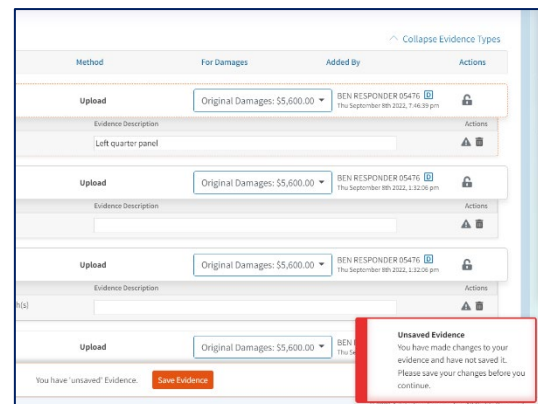 Collapse Evidence Types
Method For Damages Added By Actions
Upload Original Damages: $5,600.00 BEN RESPONDER 05476 D
Thu September 8th 2022, 7:46:39 pm
Evidence Description Actions
Left quarter panel
Upload Original Damages: $5,600.00 BEN RESPONDER 05476 D
Thu September 8th 2022, 1:32:06 pm
Evidence Description Actions
Upload Original Damages: $5,600.00 BEN RESPONDER 05476 D
Thu September 8th 2022, 1:32:06 pm
Evidence Description Actions
h(s)
Upload Original Damages: $5,600.00 BEN
Thu Se
You have 'unsaved' Evidence. Save Evidence
Unsaved Evidence
You have made changes to your
evidence and have not saved it.
Please save your changes before you
continue.